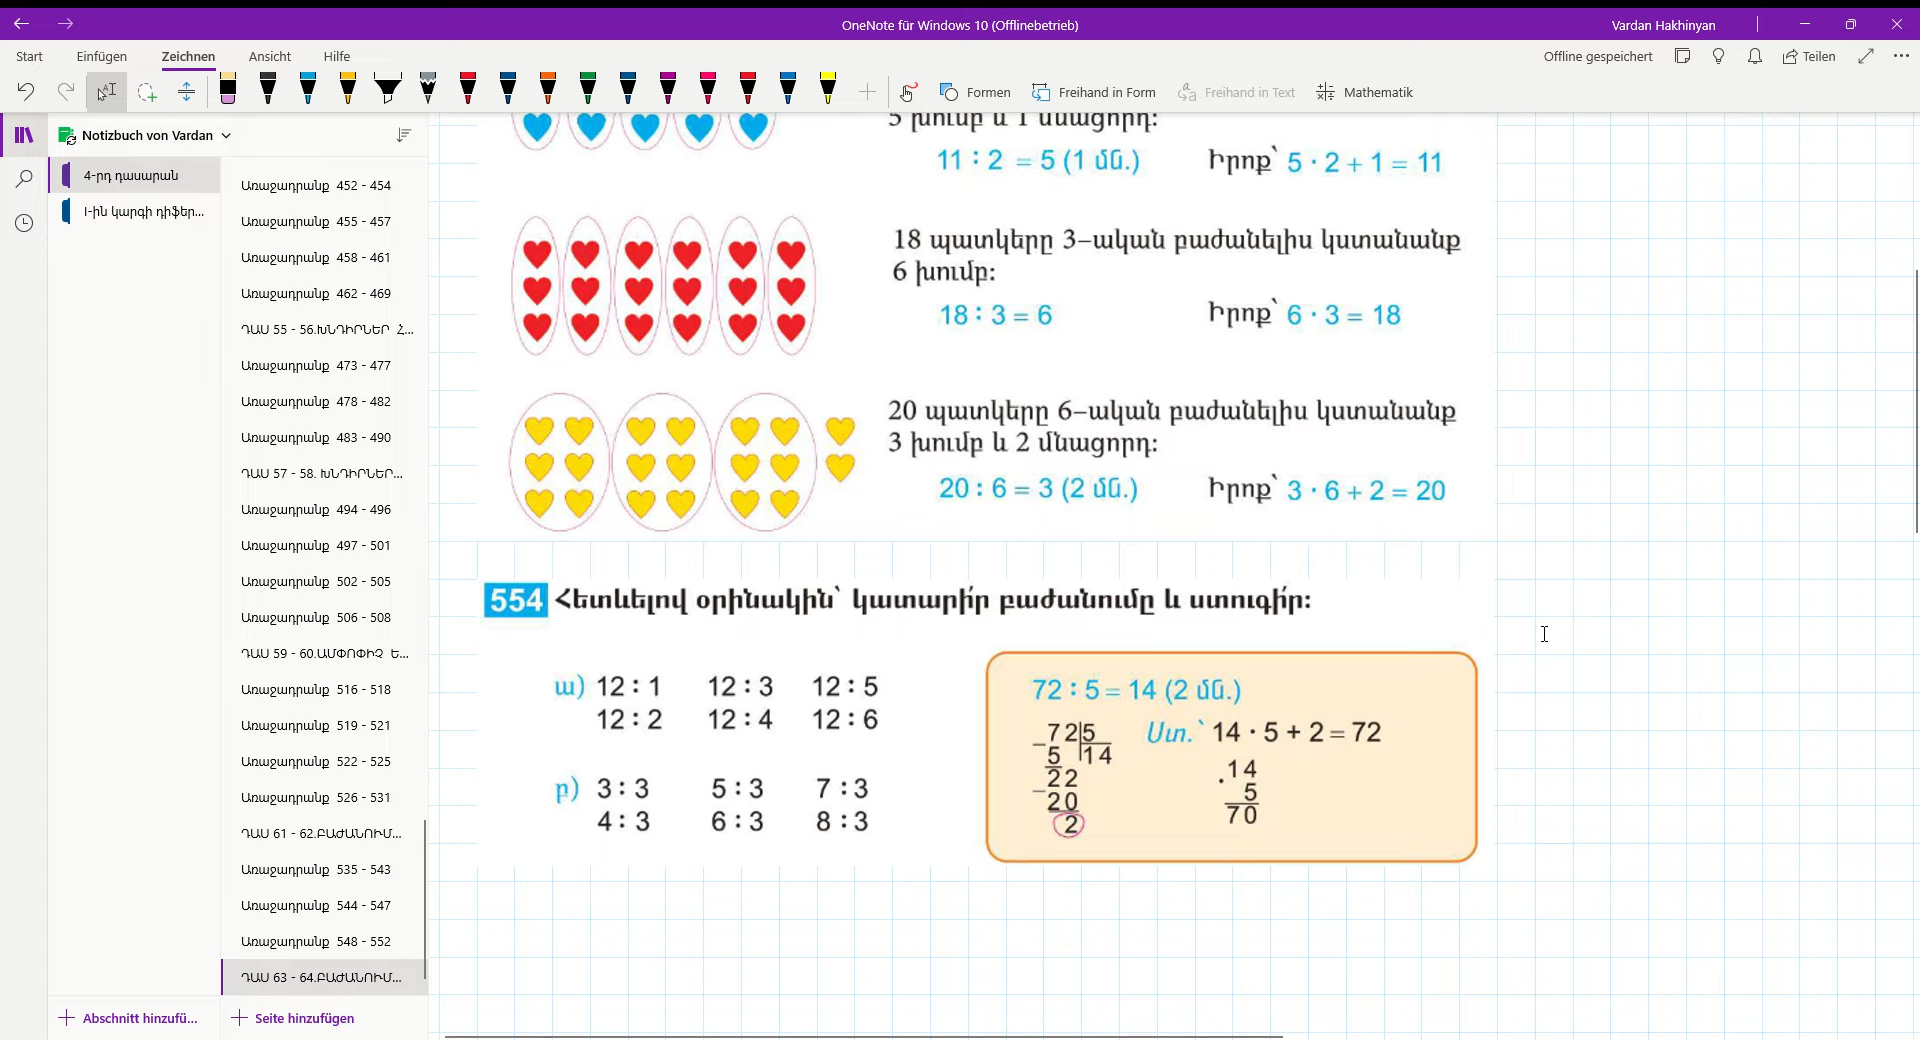 OneNote für Windows 10 (Offlinebetrieb)
Vardan Hakhinyan
Start
Einfügen
Zeichnen
Ansicht
Hilfe
Offline gespeichert
Teilen
Formen
Freihand in Form
Freihand in Text
Mathematik
Notizbuch von Vardan
4-րդ դասարան
I-ին կարգի դիֆեր...
Առաջադրանք 452 - 454
Առաջադրանք 455 - 457
Առաջադրանք 458 - 461
Առաջադրանք 462 - 469
ԴԱՍ 55 - 56.ԽՆԴԻՐՆԵՐ Հ...
Առաջադրանք 473 - 477
Առաջադրանք 478 - 482
Առաջադրանք 483 - 490
ԴԱՍ 57 - 58. ԽՆԴԻՐՆԵՐ...
Առաջադրանք 494 - 496
Առաջադրանք 497 - 501
Առաջադրանք 502 - 505
Առաջադրանք 506 - 508
ԴԱՍ 59 - 60.ԱՄՓՈՓԻՉ Ե...
Առաջադրանք 516 - 518
Առաջադրանք 519 - 521
Առաջադրանք 522 - 525
Առաջադրանք 526 - 531
ԴԱՍ 61 - 62.ԲԱԺԱՆՈՒՄ...
Առաջադրանք 535 - 543
Առաջադրանք 544 - 547
Առաջադրանք 548 - 552
ԴԱՍ 63 - 64.ԲԱԺԱՆՈՒՄ...
Abschnitt hinzufü...
Seite hinzufügen
5 խումբ և 1 մնացորդ:
11 : 2 = 5 (1 մն.) Իրոք՝ 5 · 2 + 1 = 11
18 պատկերը 3–ական բաժանելիս կստանանք
6 խումբ:
18 : 3 = 6 Իրոք՝ 6 · 3 = 18
20 պատկերը 6–ական բաժանելիս կստանանք
3 խումբ և 2 մնացորդ:
20 : 6 = 3 (2 մն.) Իրոք՝ 3 · 6 + 2 = 20
554 Հետևելով օրինակին՝ կատարի՛ր բաժանումը և ստուգի՛ր:
ա) 12 : 1 12 : 3 12 : 5
12 : 2 12 : 4 12 : 6
բ) 3 : 3 5 : 3 7 : 3
4 : 3 6 : 3 8 : 3
72 : 5 = 14 (2 մն.)
Ստ.՝ 14 · 5 + 2 = 72
– 72|5
5 |14
22
– 20
2
· 14
5
70